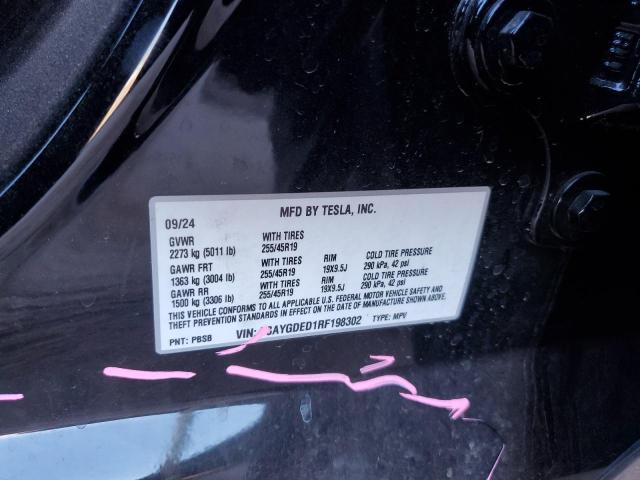 MFD BY TESLA, INC.
09/24
GVWR WITH TIRES
2273 kg (5011 lb) 255/45R19
GAWR FRT WITH TIRES RIM COLD TIRE PRESSURE
1363 kg (3004 lb) 255/45R19 19X9.5J 290 kPa, 42 psi
GAWR RR WITH TIRES RIM COLD TIRE PRESSURE
1500 kg (3306 lb) 255/45R19 19X9.5J 290 kPa, 42 psi
THIS VEHICLE CONFORMS TO ALL APPLICABLE U.S. FEDERAL MOTOR VEHICLE SAFETY AND
THEFT PREVENTION STANDARDS IN EFFECT ON THE DATE OF MANUFACTURE SHOWN ABOVE.
PNT: PBSB VIN: SAYGDED1RF198302 TYPE: MPV